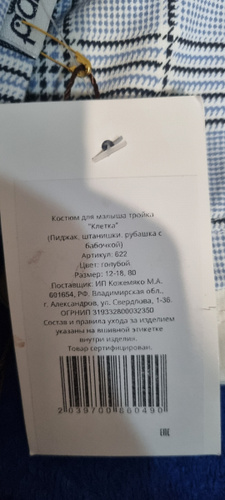 Костюм для малыша тройка
"Клетка"
(Пиджак, штанишки, рубашка с
бабочкой)
Артикул: 622
Цвет: голубой
Размер: 12-18, 80
Поставщик: ИП Кожемяко М.А.
601654, РФ, Владимирская обл.,
г. Александров, ул. Свердлова, 1-36.
ОГРНИП 319332800032350
Состав и правила ухода за изделием
указаны на вшивной этикетке
внутри изделия.
Товар сертифицирован.
2039700660490
EAC